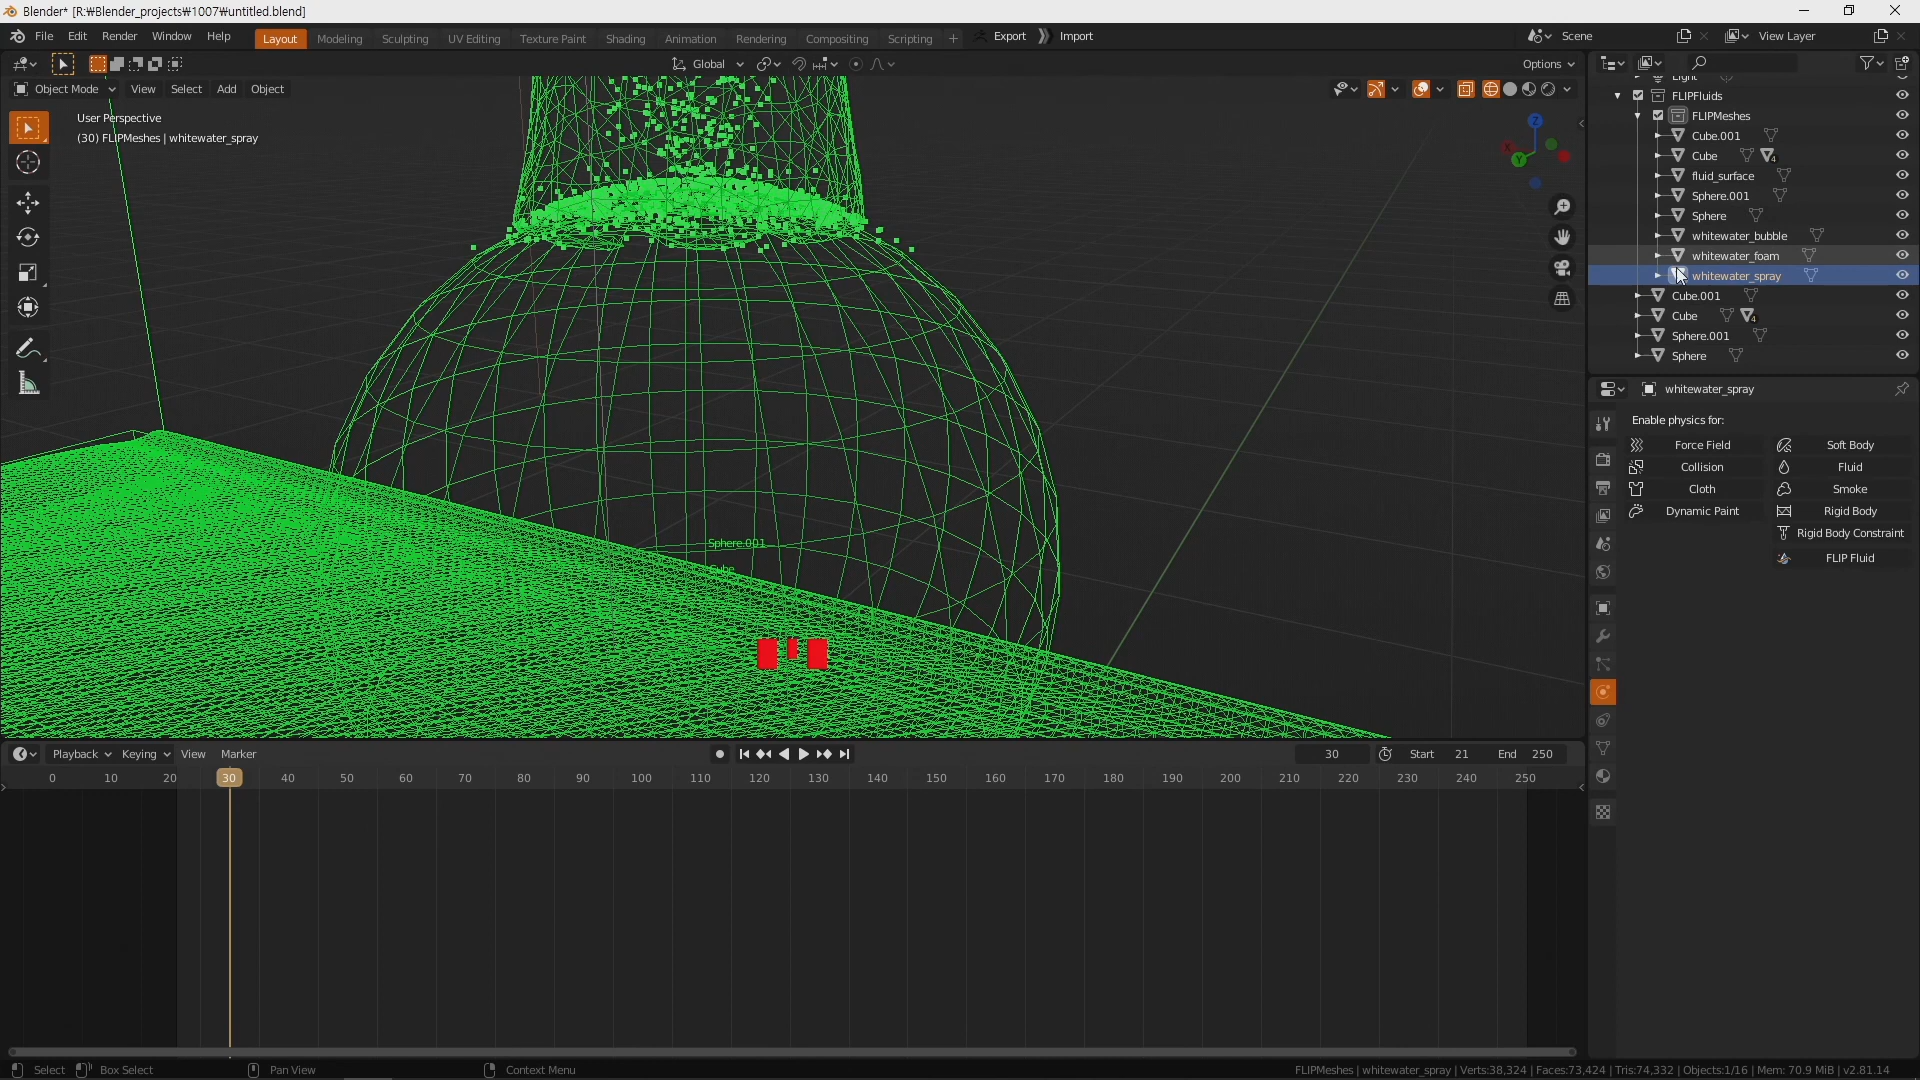 Blender* [R:₩Blender_projects₩1007₩untitled.blend]
File Edit Render Window Help Layout Modeling Sculpting UV Editing Texture Paint Shading Animation Rendering Compositing Scripting + Export Import Scene View Layer
Global Options
Object Mode View Select Add Object
User Perspective
(30) FLIPMeshes | whitewater_spray
Z
X
Y
Sphere.001
Cube
Light
FLIPFluids
FLIPMeshes
Cube.001
Cube 4
fluid_surface
Sphere.001
Sphere
whitewater_bubble
whitewater_foam
whitewater_spray
Cube.001
Cube 4
Sphere.001
Sphere
whitewater_spray
Enable physics for:
Force Field Soft Body
Collision Fluid
Cloth Smoke
Dynamic Paint Rigid Body
Rigid Body Constraint
FLIP Fluid
Playback Keying View Marker 30 Start 21 End 250
0 10 20 30 40 50 60 70 80 90 100 110 120 130 140 150 160 170 180 190 200 210 220 230 240 250
Select Box Select Pan View Context Menu FLIPMeshes | whitewater_spray | Verts:38,324 | Faces:73,424 | Tris:74,332 | Objects:1/16 | Mem: 70.9 MiB | v2.81.14